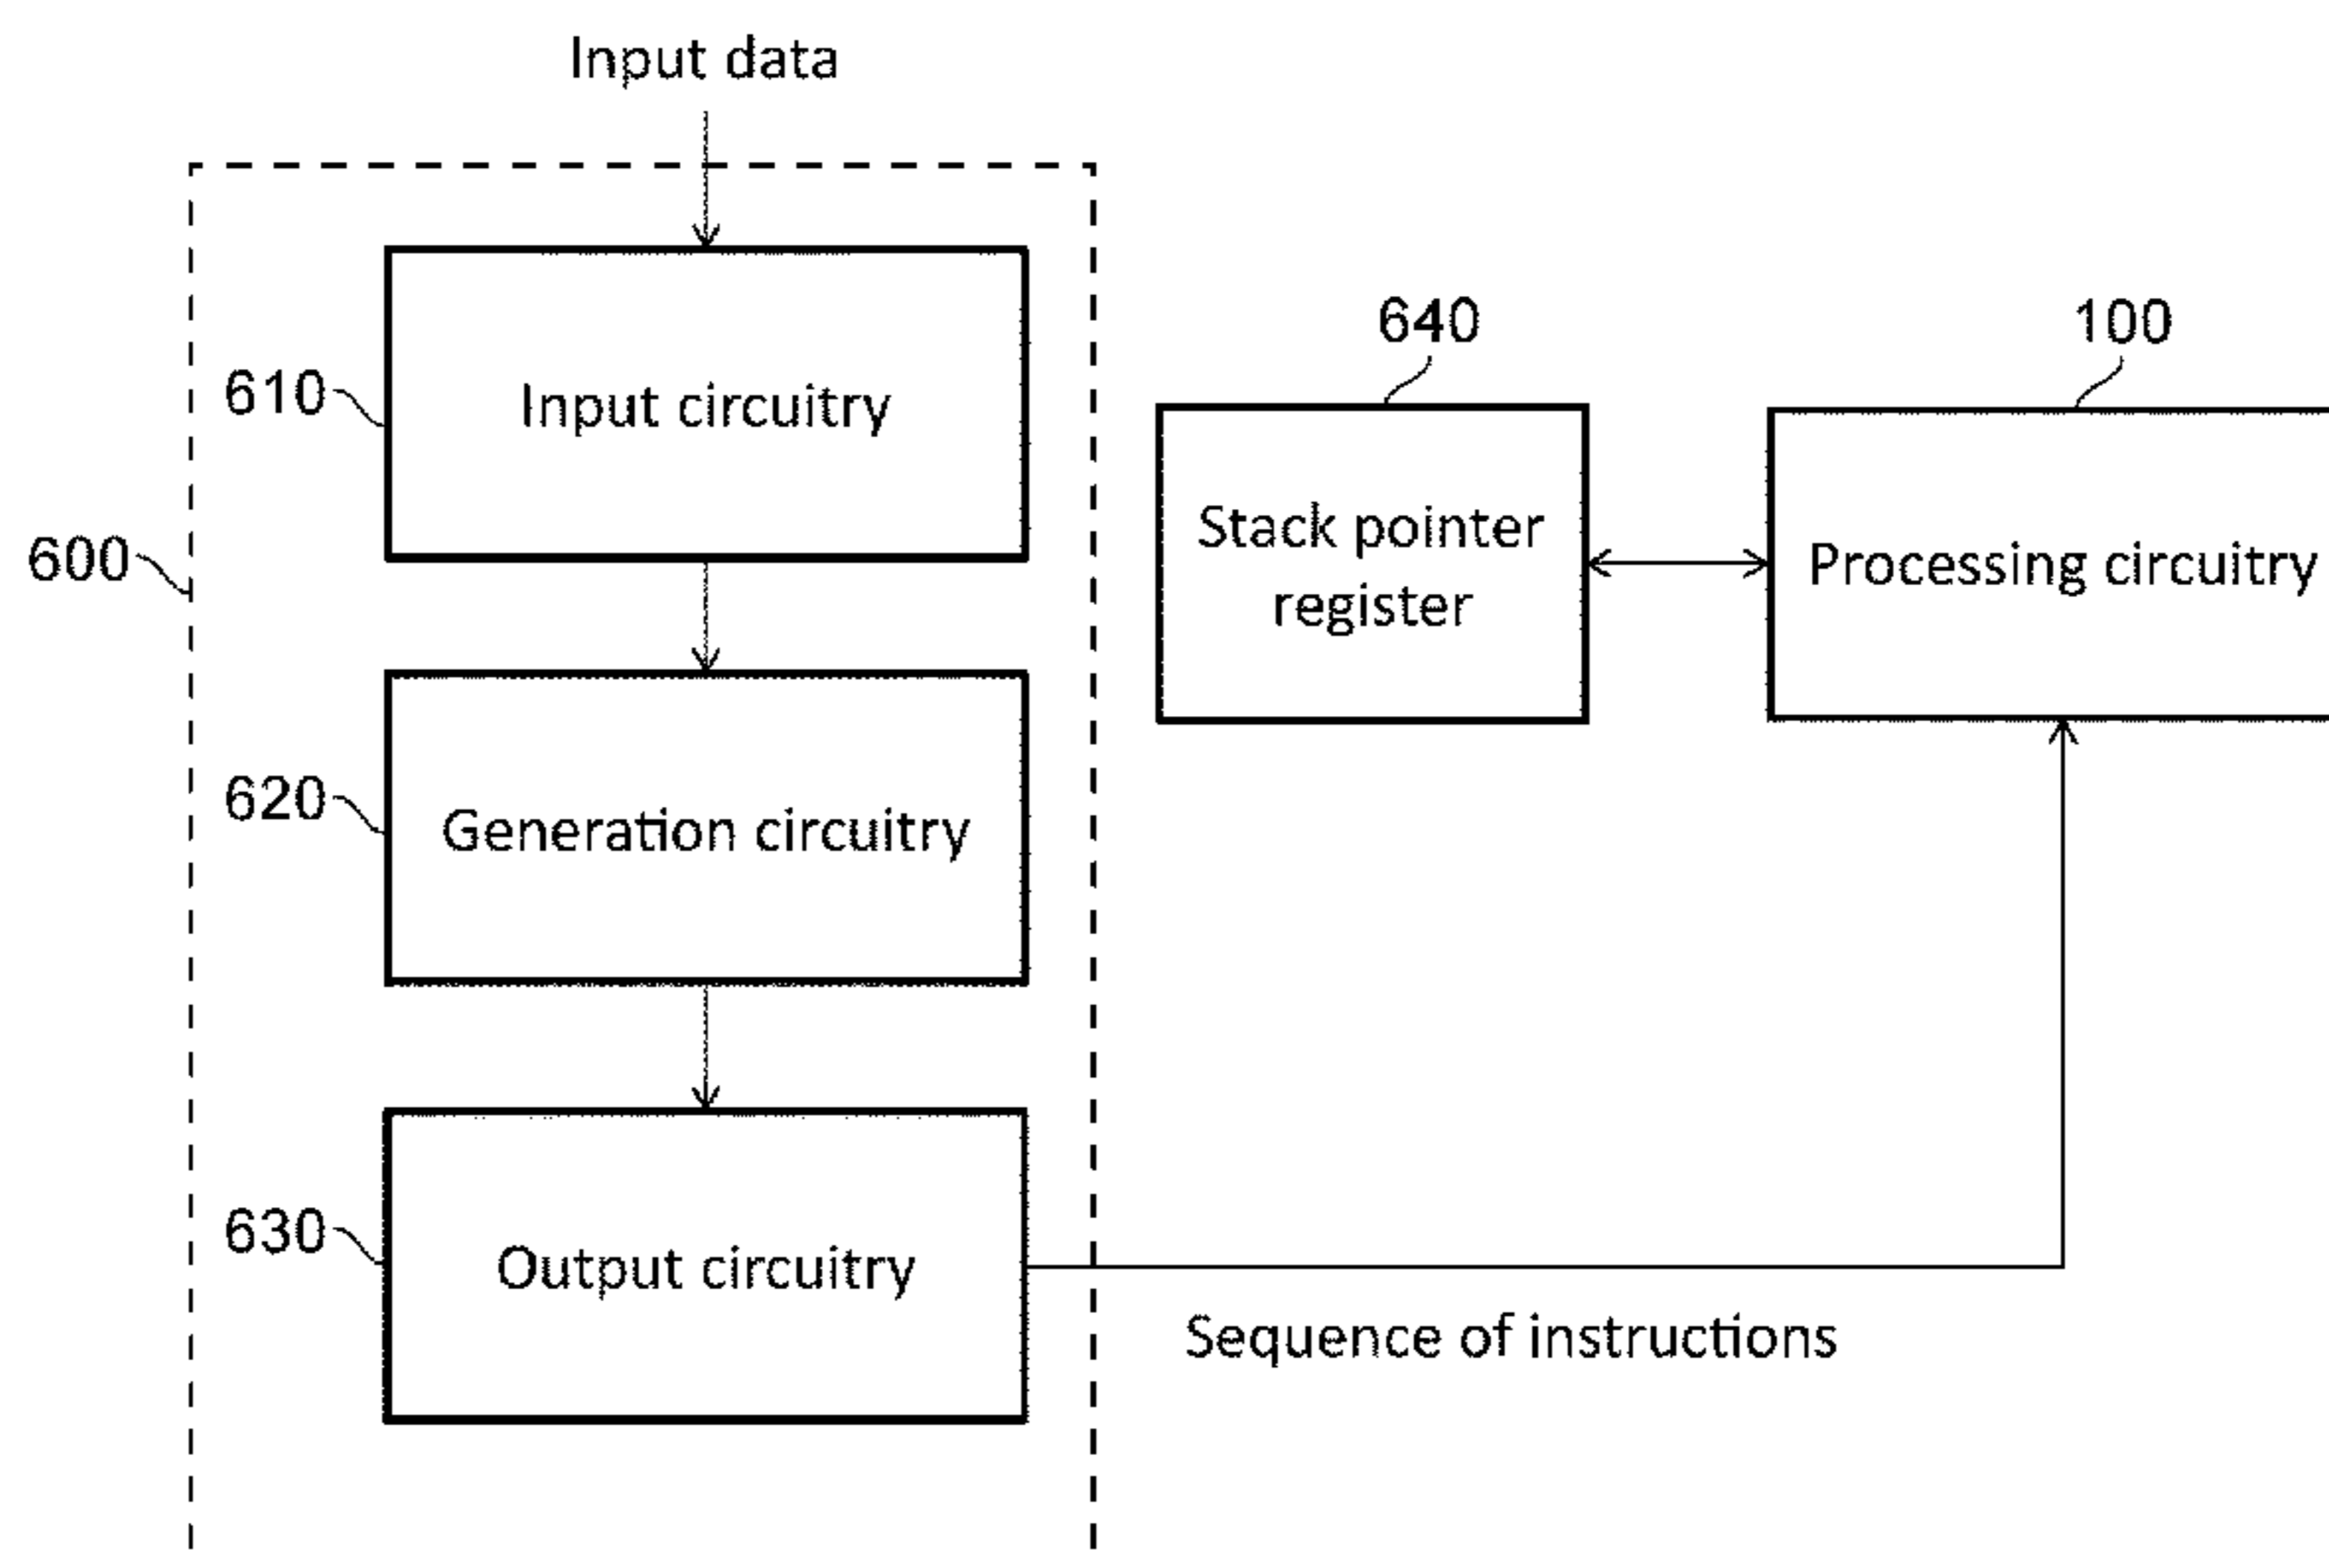 Input data
610
Input circuitry
600
620
Generation circuitry
630
Output circuitry
640
Stack pointer
register
100
Processing circuitry
Sequence of instructions